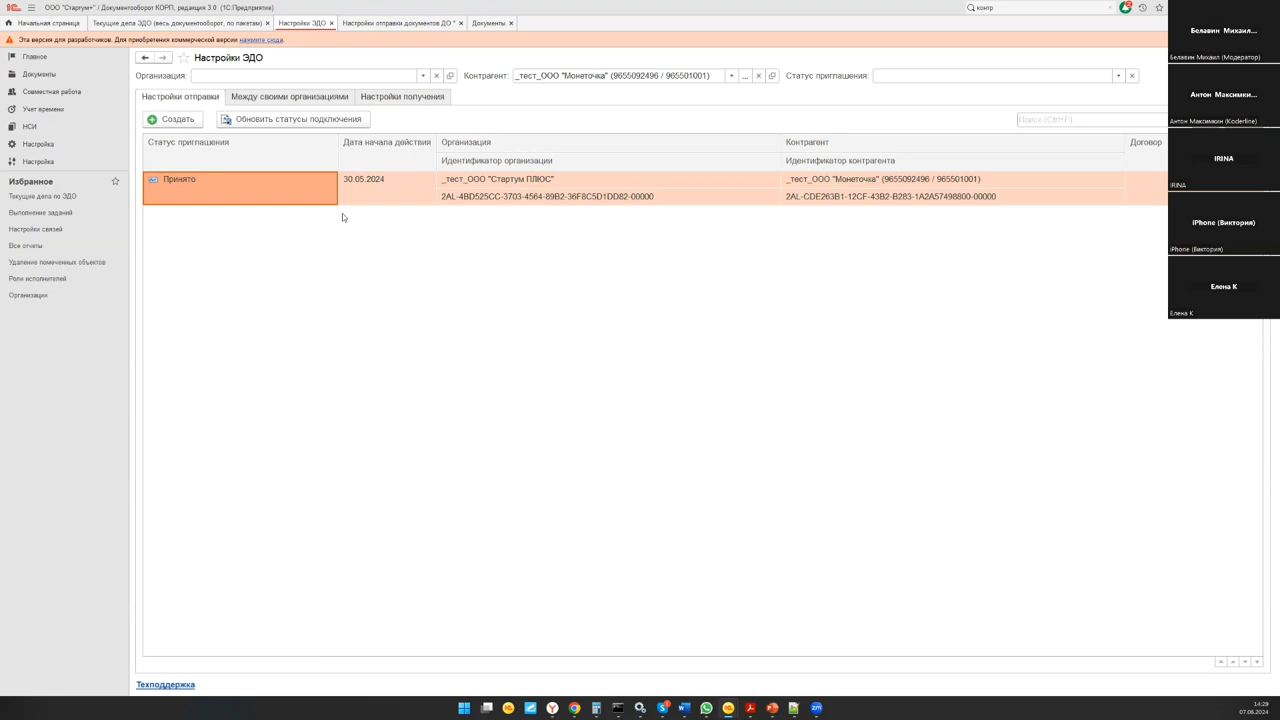 ООО "Стартум+" / Документооборот КОРП, редакция 3.0 (1С:Предприятие)
контр
2
Начальная страница
Текущие дела ЭДО (весь документооборот, по пакетам) ×
Настройки ЭДО ×
Настройки отправки документов ДО * ×
Документы ×
Эта версия для разработчиков. Для приобретения коммерческой версии нажмите сюда.
Главное
Документы
Совместная работа
Учет времени
НСИ
Настройка
Настройка
Избранное
Текущие дела по ЭДО
Выполнение заданий
Настройки связей
Все отчеты
Удаление помеченных объектов
Роли исполнителей
Организации
Настройки ЭДО
Организация:
Контрагент: _тест_ООО "Монеточка" (9655092496 / 965501001)
Статус приглашения:
Настройки отправки
Между своими организациями
Настройки получения
Создать
Обновить статусы подключения
Поиск (Ctrl+F)
Статус приглашения
Дата начала действия
Организация
Контрагент
Договор
Идентификатор организации
Идентификатор контрагента
Принято
30.05.2024
_тест_ООО "Стартум ПЛЮС"
_тест_ООО "Монеточка" (9655092496 / 965501001)
2AL-4BD525CC-3703-4564-89B2-36F8C5D1DD82-00000
2AL-CDE263B1-12CF-43B2-B283-1A2A57498800-00000
Техподдержка
Белавин Михаил...
Белавин Михаил (Модератор)
Антон Максимки...
Антон Максимкин (Koderline)
IRINA
IRINA
iPhone (Виктория)
iPhone (Виктория)
Елена К
Елена К
14:29
07.06.2024